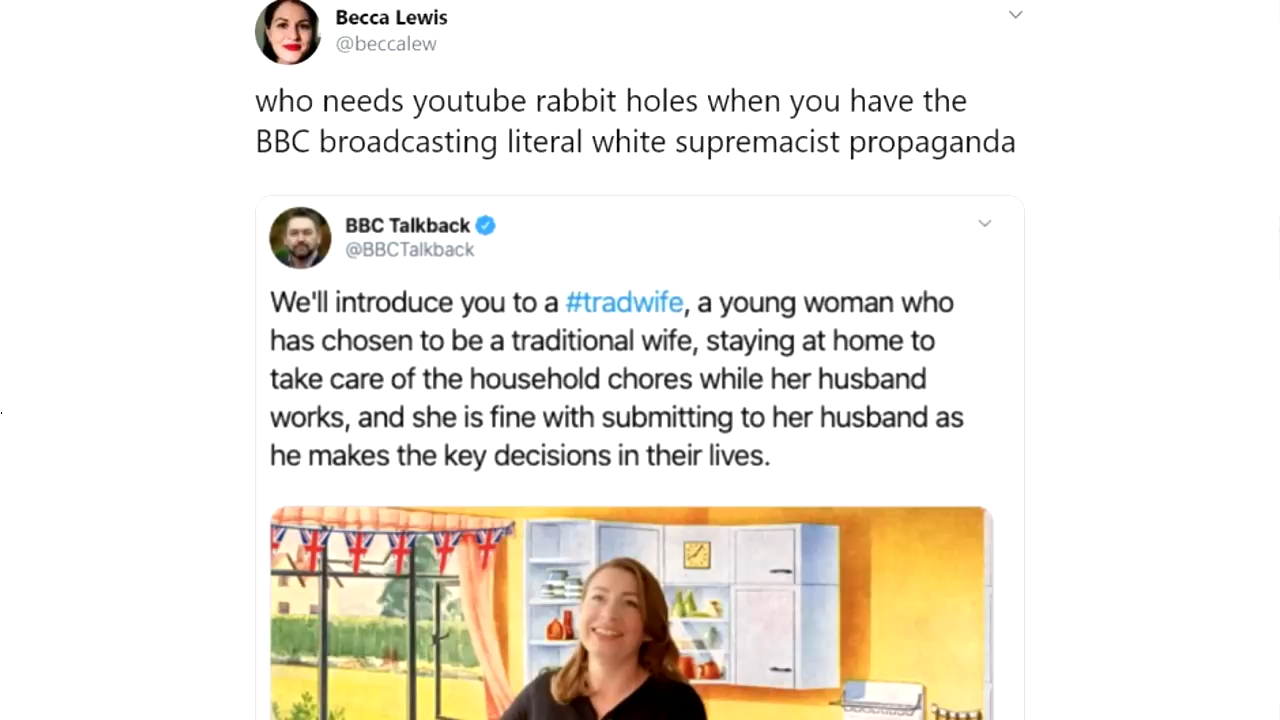 Becca Lewis
@beccalew
who needs youtube rabbit holes when you have the
BBC broadcasting literal white supremacist propaganda
BBC Talkback
@BBCTalkback
We'll introduce you to a #tradwife, a young woman who
has chosen to be a traditional wife, staying at home to
take care of the household chores while her husband
works, and she is fine with submitting to her husband as
he makes the key decisions in their lives.